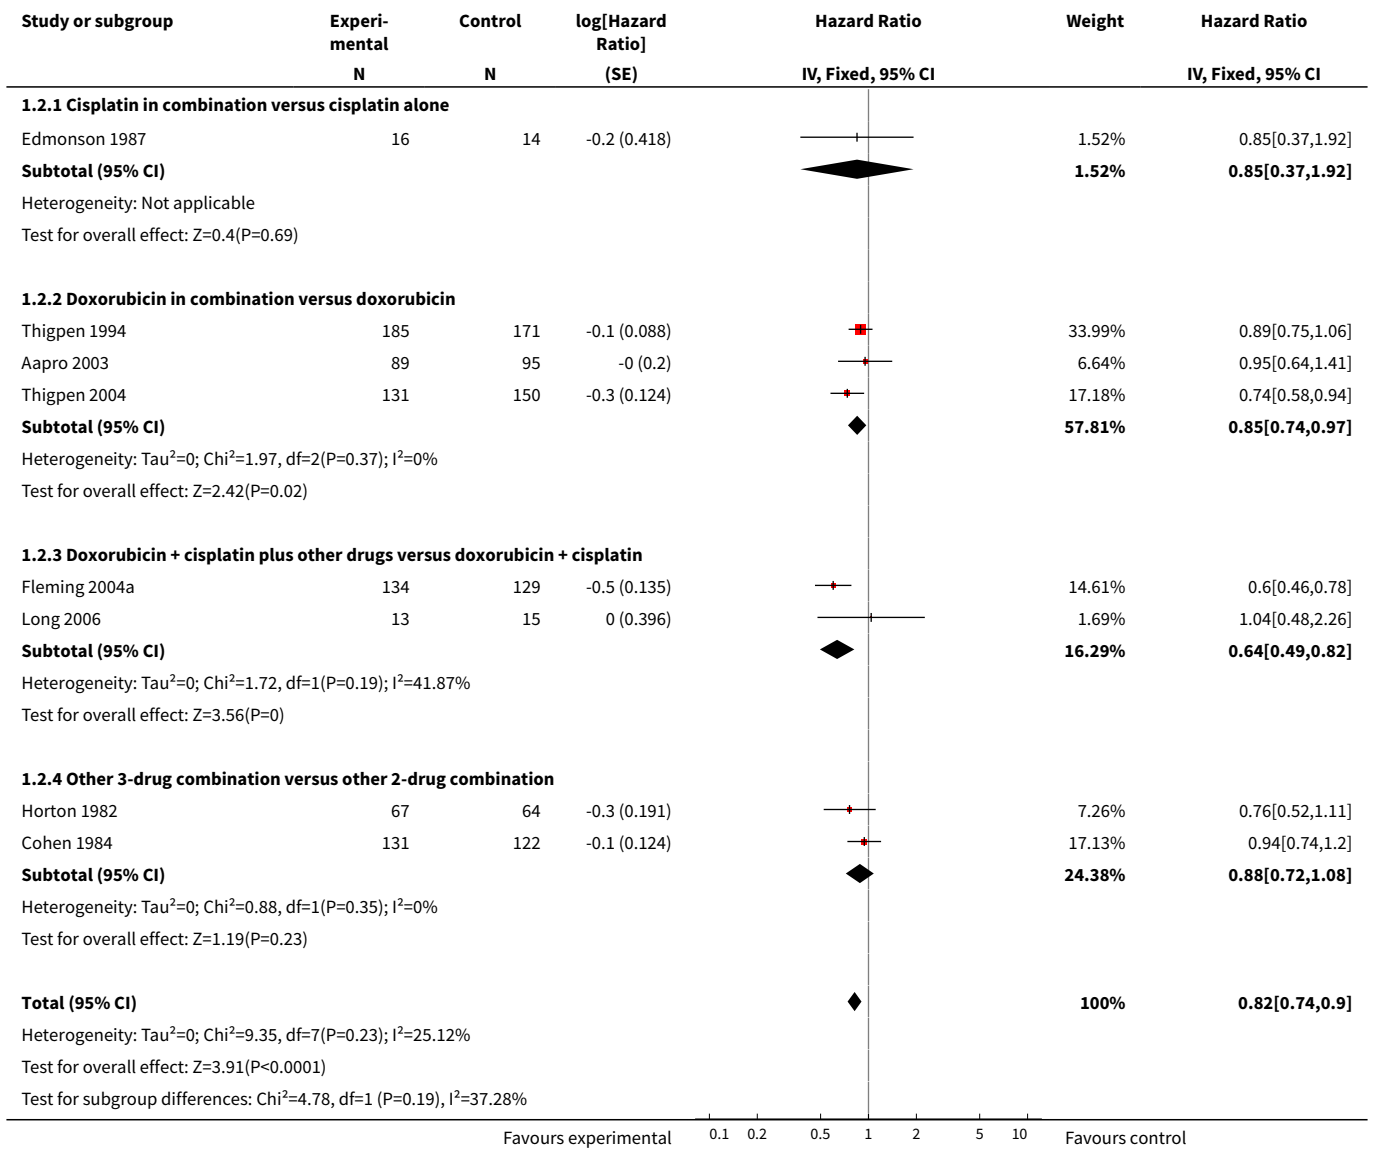 Study or subgroup Experi- Control log[Hazard Hazard Ratio Weight Hazard Ratio
mental Ratio]
N N (SE) IV, Fixed, 95% CI IV, Fixed, 95% CI
1.2.1 Cisplatin in combination versus cisplatin alone
Edmonson 1987 16 14 -0.2 (0.418) 1.52% 0.85[0.37,1.92]
Subtotal (95% CI) 1.52% 0.85[0.37,1.92]
Heterogeneity: Not applicable
Test for overall effect: Z=0.4(P=0.69)
1.2.2 Doxorubicin in combination versus doxorubicin
Thigpen 1994 185 171 -0.1 (0.088) 33.99% 0.89[0.75,1.06]
Aapro 2003 89 95 -0 (0.2) 6.64% 0.95[0.64,1.41]
Thigpen 2004 131 150 -0.3 (0.124) 17.18% 0.74[0.58,0.94]
Subtotal (95% CI) 57.81% 0.85[0.74,0.97]
Heterogeneity: Tau²=0; Chi²=1.97, df=2(P=0.37); I²=0%
Test for overall effect: Z=2.42(P=0.02)
1.2.3 Doxorubicin + cisplatin plus other drugs versus doxorubicin + cisplatin
Fleming 2004a 134 129 -0.5 (0.135) 14.61% 0.6[0.46,0.78]
Long 2006 13 15 0 (0.396) 1.69% 1.04[0.48,2.26]
Subtotal (95% CI) 16.29% 0.64[0.49,0.82]
Heterogeneity: Tau²=0; Chi²=1.72, df=1(P=0.19); I²=41.87%
Test for overall effect: Z=3.56(P=0)
1.2.4 Other 3-drug combination versus other 2-drug combination
Horton 1982 67 64 -0.3 (0.191) 7.26% 0.76[0.52,1.11]
Cohen 1984 131 122 -0.1 (0.124) 17.13% 0.94[0.74,1.2]
Subtotal (95% CI) 24.38% 0.88[0.72,1.08]
Heterogeneity: Tau²=0; Chi²=0.88, df=1(P=0.35); I²=0%
Test for overall effect: Z=1.19(P=0.23)
Total (95% CI) 100% 0.82[0.74,0.9]
Heterogeneity: Tau²=0; Chi²=9.35, df=7(P=0.23); I²=25.12%
Test for overall effect: Z=3.91(P<0.0001)
Test for subgroup differences: Chi²=4.78, df=1 (P=0.19), I²=37.28%
Favours experimental 0.1 0.2 0.5 1 2 5 10 Favours control